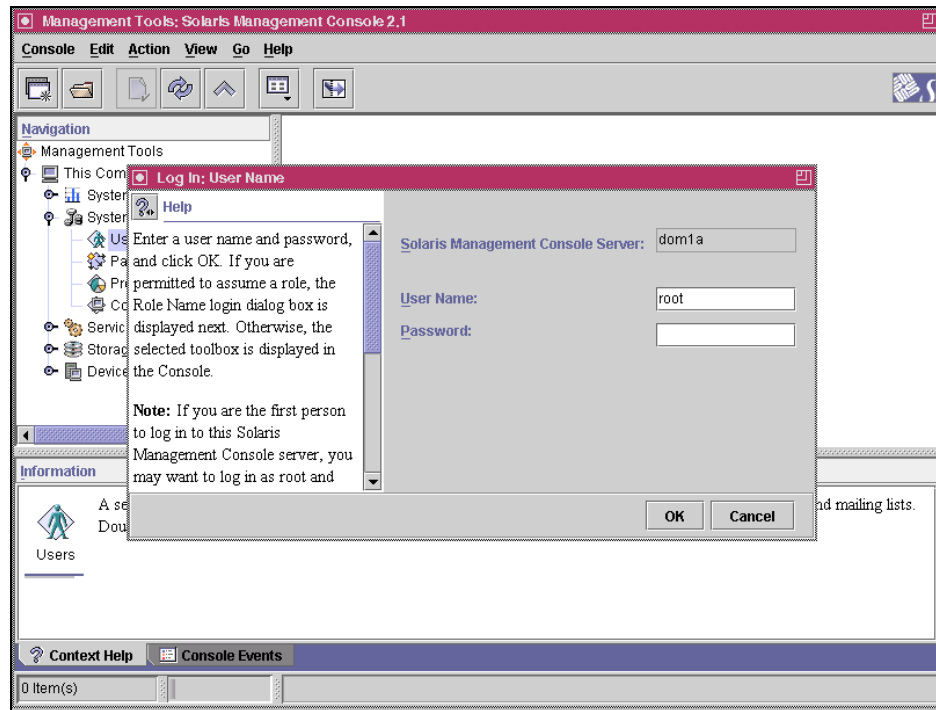 Management Tools: Solaris Management Console 2.1
Console Edit Action View Go Help
Navigation
Management Tools
This Com
System
System
Us
Pa
Pr
Co
Servic
Storag
Device
Log In: User Name
Help
Enter a user name and password,
and click OK. If you are
permitted to assume a role, the
Role Name login dialog box is
displayed next. Otherwise, the
selected toolbox is displayed in
the Console.
Note: If you are the first person
to log in to this Solaris
Management Console server, you
may want to log in as root and
Solaris Management Console Server: dom1a
User Name: root
Password:
OK Cancel
Information
A se
nd mailing lists.
Dou
Users
Context Help Console Events
0 Item(s)